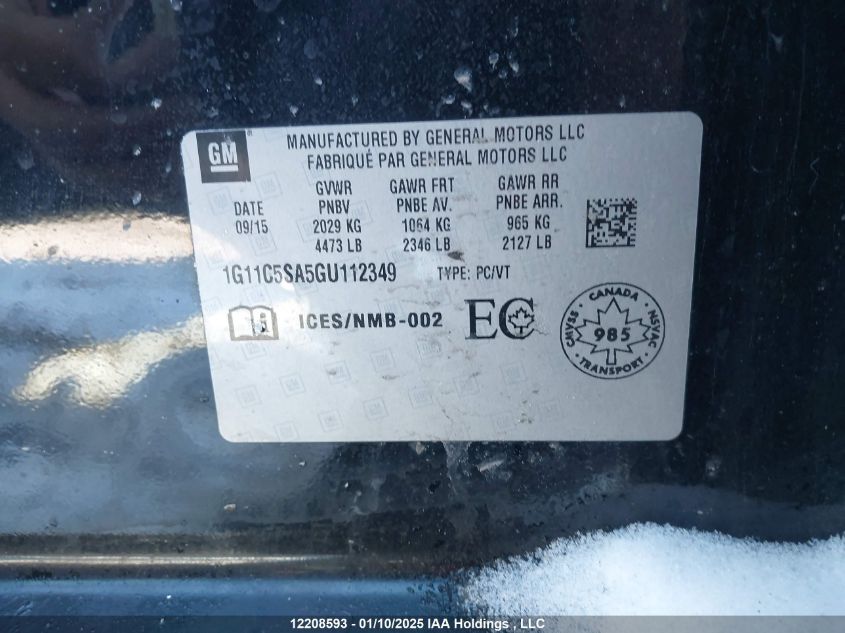 GM
MANUFACTURED BY GENERAL MOTORS LLC
FABRIQUÉ PAR GENERAL MOTORS LLC
GVWR GAWR FRT GAWR RR
DATE PNBV PNBE AV. PNBE ARR.
09/15 2029 KG 1064 KG 965 KG
4473 LB 2346 LB 2127 LB
1G11C5SA5GU112349 TYPE: PC/VT
ICES/NMB-002 EC
CANADA
CMVSS 985 NSVAC
TRANSPORT
12208593 - 01/10/2025 IAA Holdings , LLC